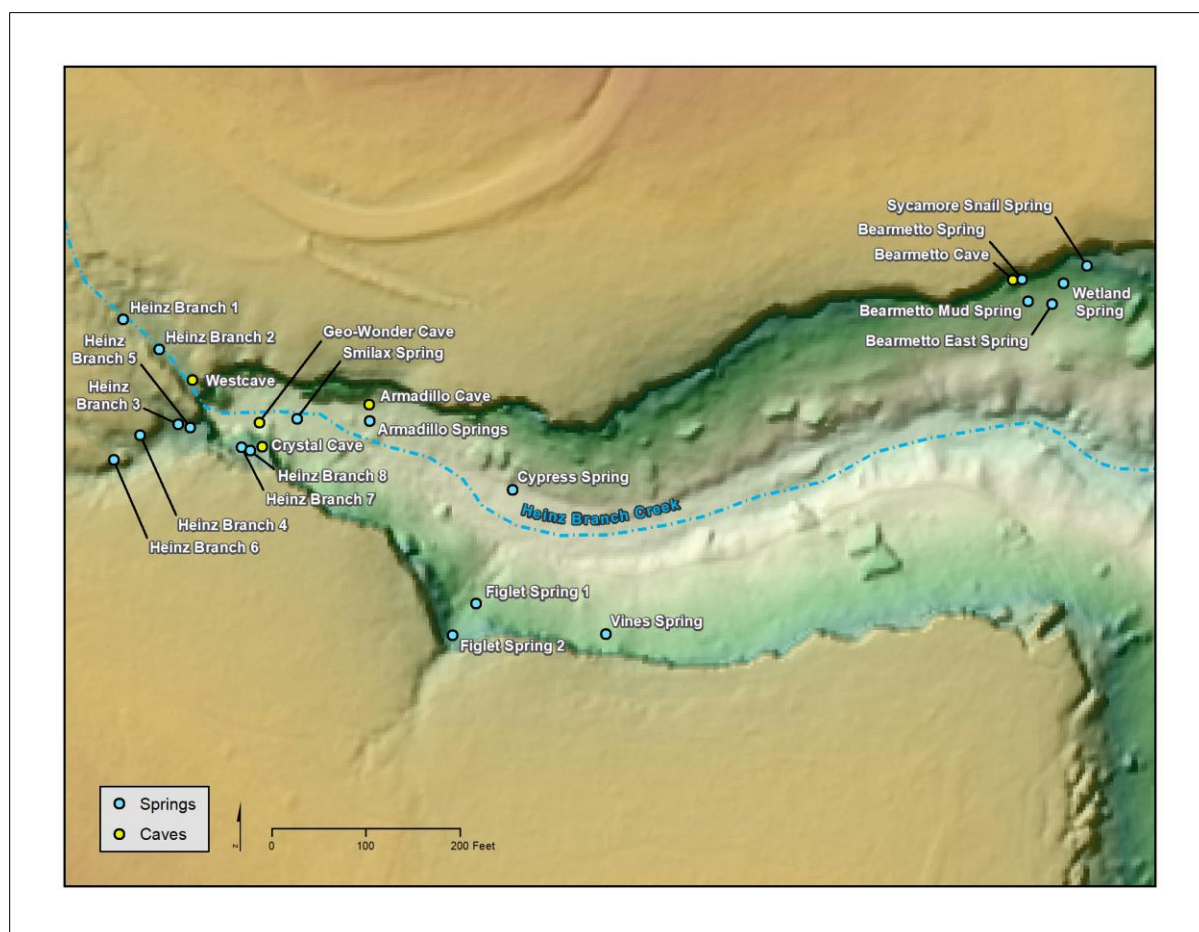 Sycamore Snail Spring
Bearmetto Spring
Bearmetto Cave
Wetland
Spring
Bearmetto Mud Spring
Bearmetto East Spring
Heinz Branch 1
Heinz Branch 2
Heinz
Branch 5
Heinz
Branch 3
Geo-Wonder Cave
Smilax Spring
Westcave
Armadillo Cave
Armadillo Springs
Crystal Cave
Heinz Branch 8
Heinz Branch 7
Heinz Branch 4
Heinz Branch 6
Cypress Spring
Heinz Branch Creek
Figlet Spring 1
Vines Spring
Figlet Spring 2
Springs
Caves
z
0 100 200 Feet